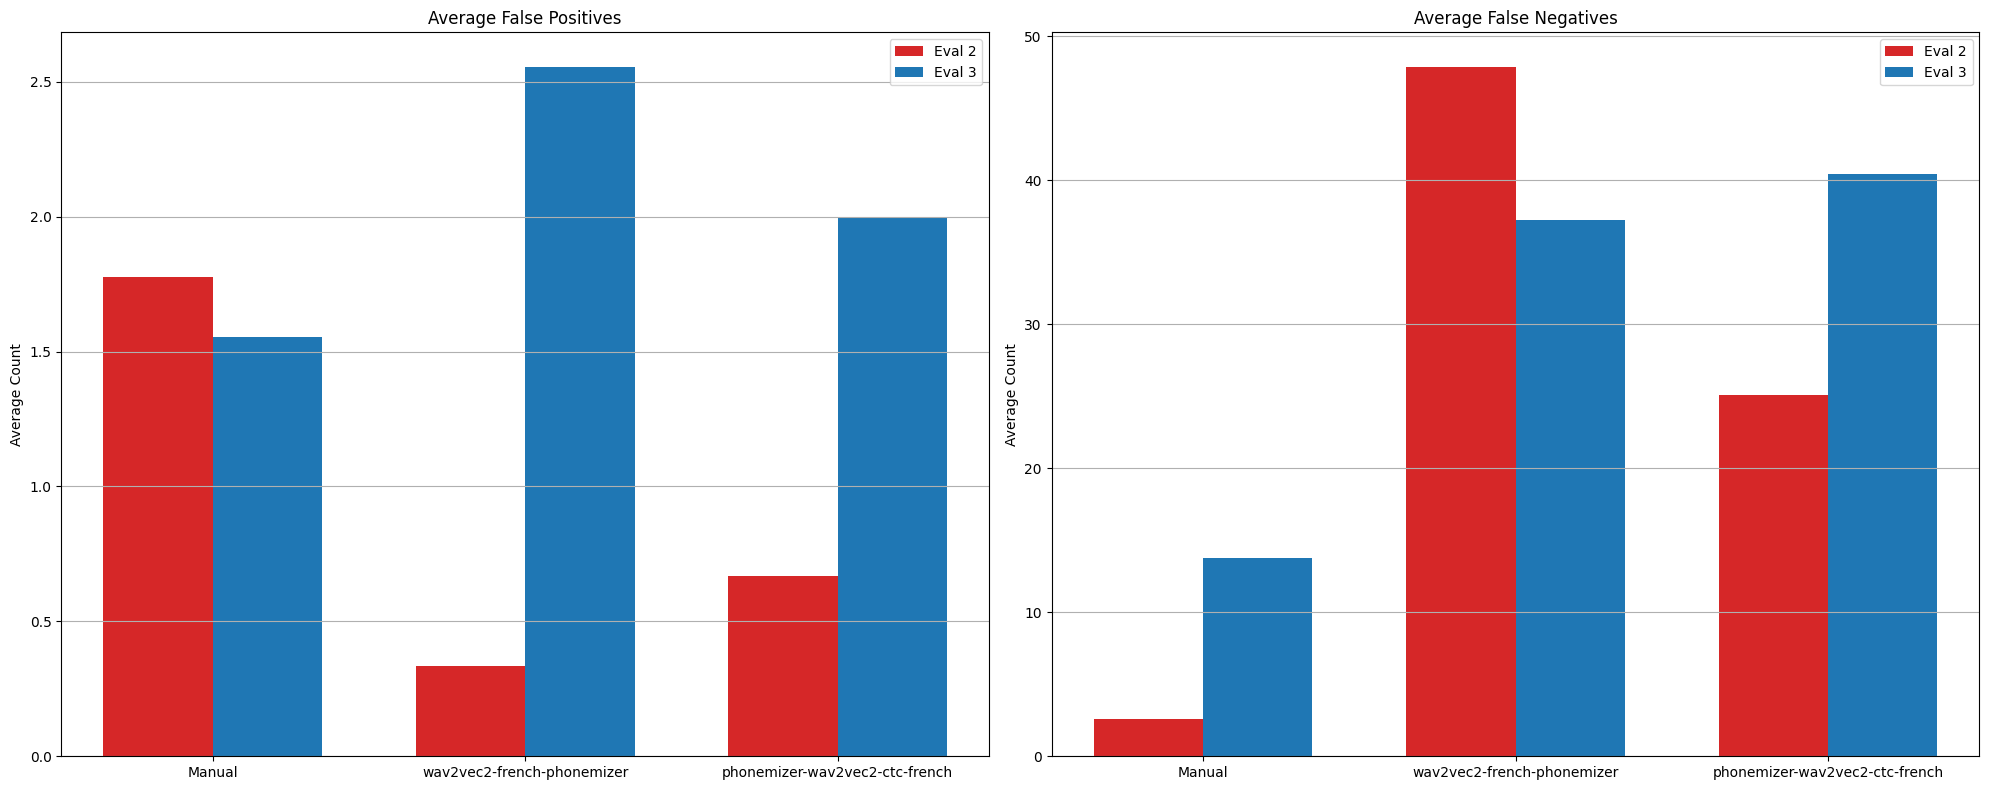 Average False Positives
Eval 2
Eval 3
Average Count
2.5
2.0
1.5
1.0
0.5
0.0
Manual
wav2vec2-french-phonemizer
phonemizer-wav2vec2-ctc-french
Average False Negatives
Eval 2
Eval 3
Average Count
50
40
30
20
10
0
Manual
wav2vec2-french-phonemizer
phonemizer-wav2vec2-ctc-french